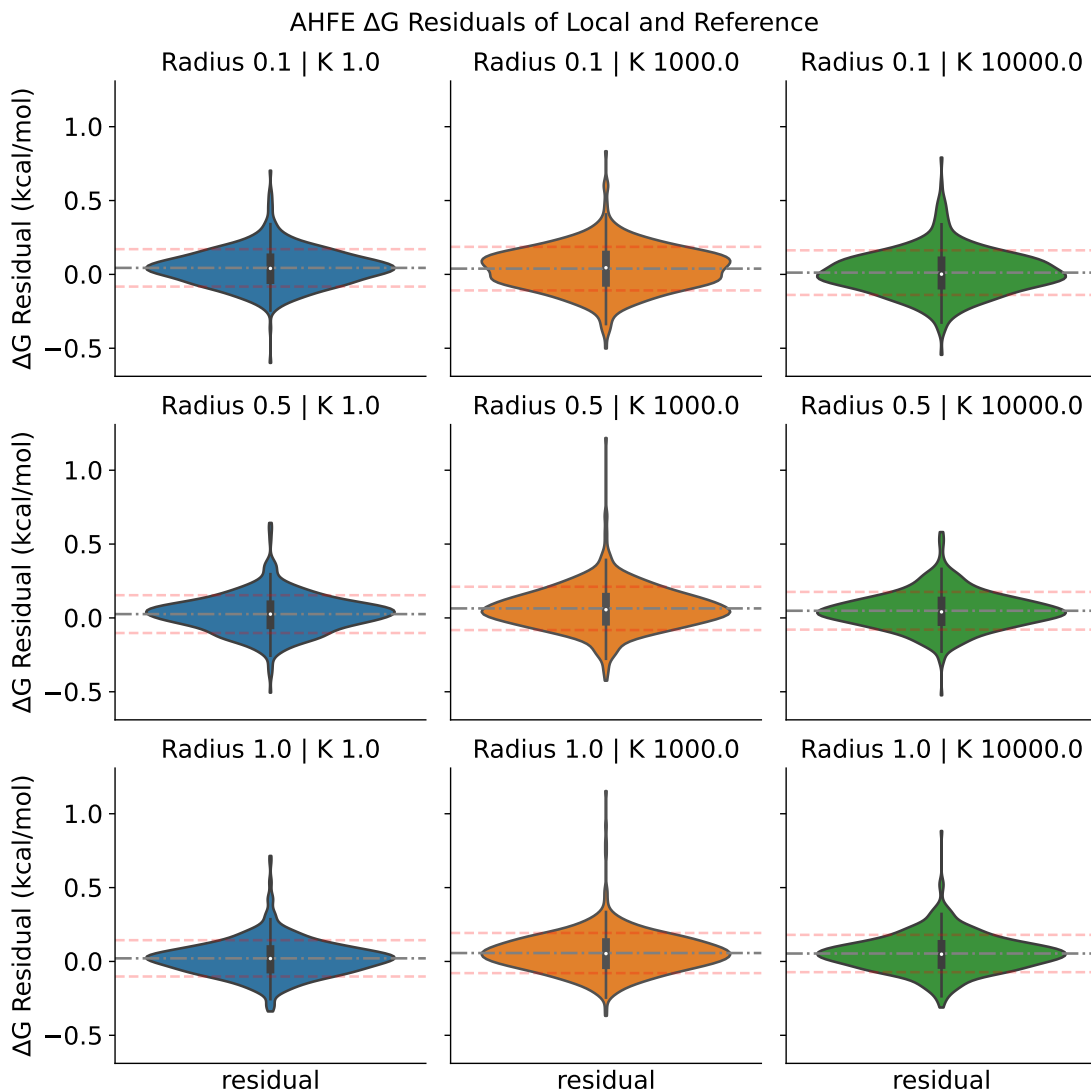 AHFE ΔG Residuals of Local and Reference
Radius 0.1 | K 1.0
Radius 0.1 | K 1000.0
Radius 0.1 | K 10000.0
ΔG Residual (kcal/mol)
1.0
0.5
0.0
−0.5
Radius 0.5 | K 1.0
Radius 0.5 | K 1000.0
Radius 0.5 | K 10000.0
ΔG Residual (kcal/mol)
1.0
0.5
0.0
−0.5
Radius 1.0 | K 1.0
Radius 1.0 | K 1000.0
Radius 1.0 | K 10000.0
ΔG Residual (kcal/mol)
1.0
0.5
0.0
−0.5
residual
residual
residual